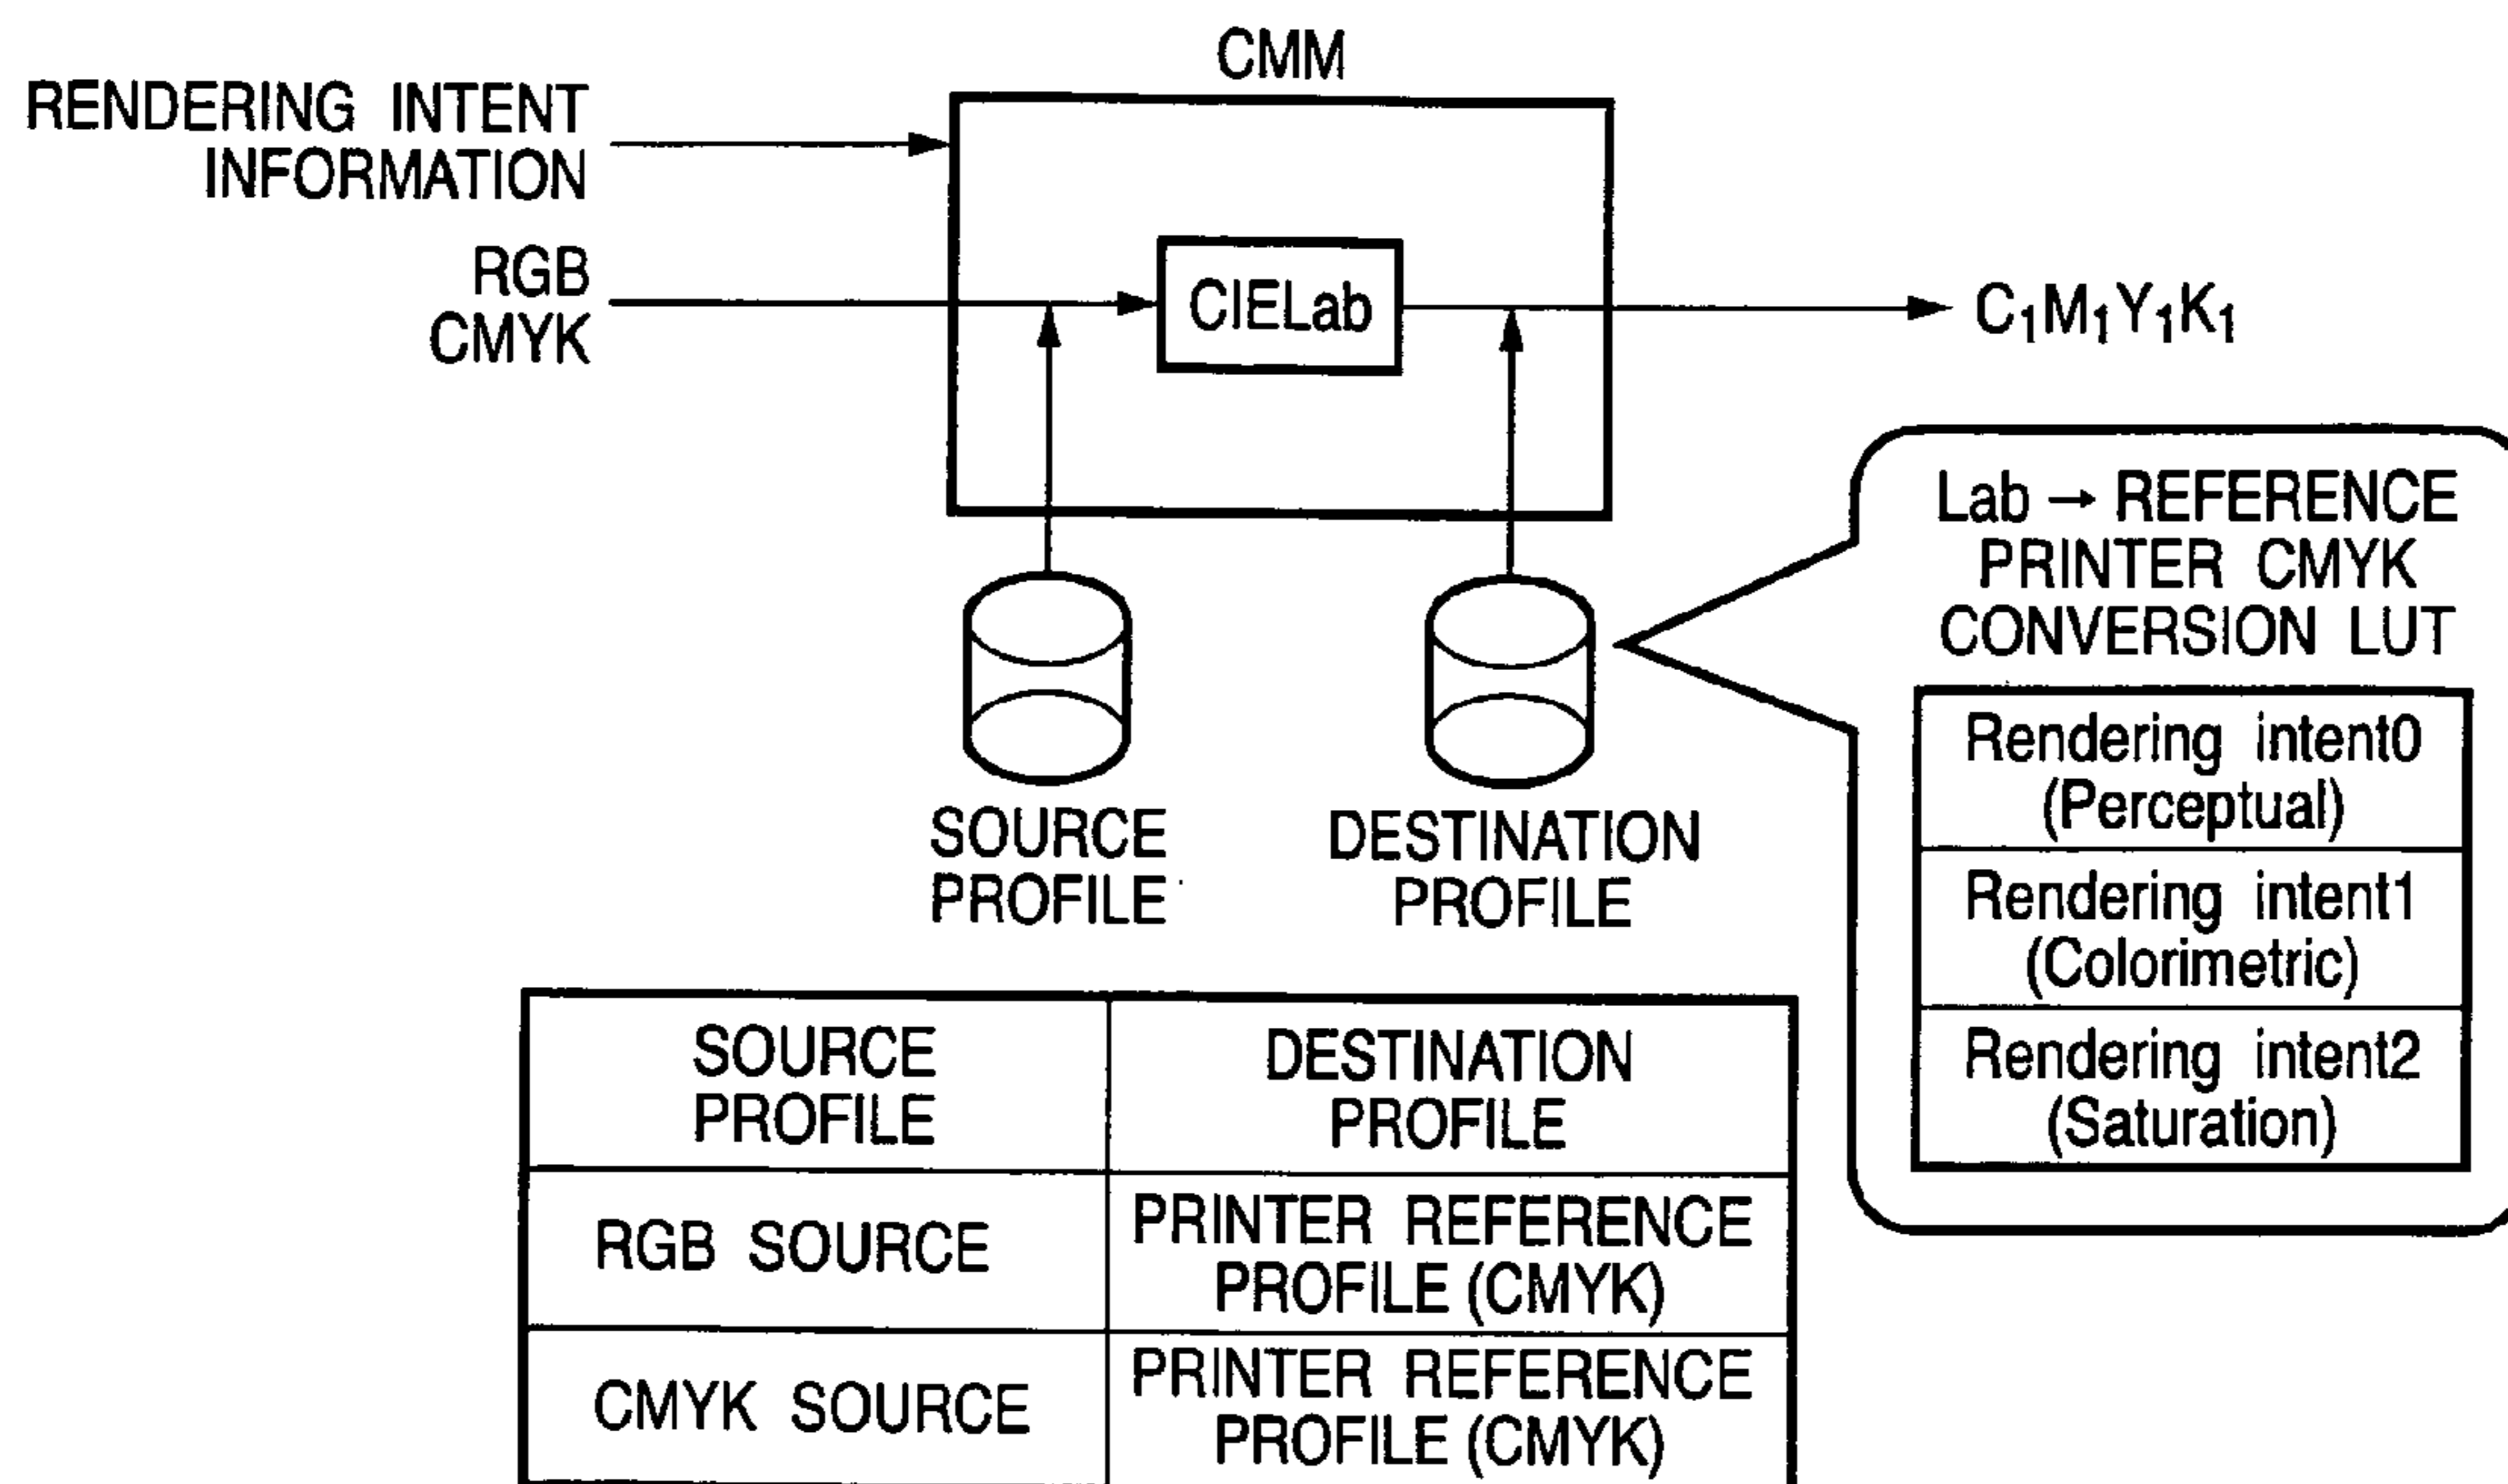 CMM
RENDERING INTENT
INFORMATION
RGB
CMYK
CIELab
C₁M₁Y₁K₁
SOURCE
PROFILE
DESTINATION
PROFILE
Lab → REFERENCE
PRINTER CMYK
CONVERSION LUT
Rendering intent0
(Perceptual)
Rendering intent1
(Colorimetric)
Rendering intent2
(Saturation)
SOURCE
PROFILE
DESTINATION
PROFILE
RGB SOURCE
PRINTER REFERENCE
PROFILE (CMYK)
CMYK SOURCE
PRINTER REFERENCE
PROFILE (CMYK)